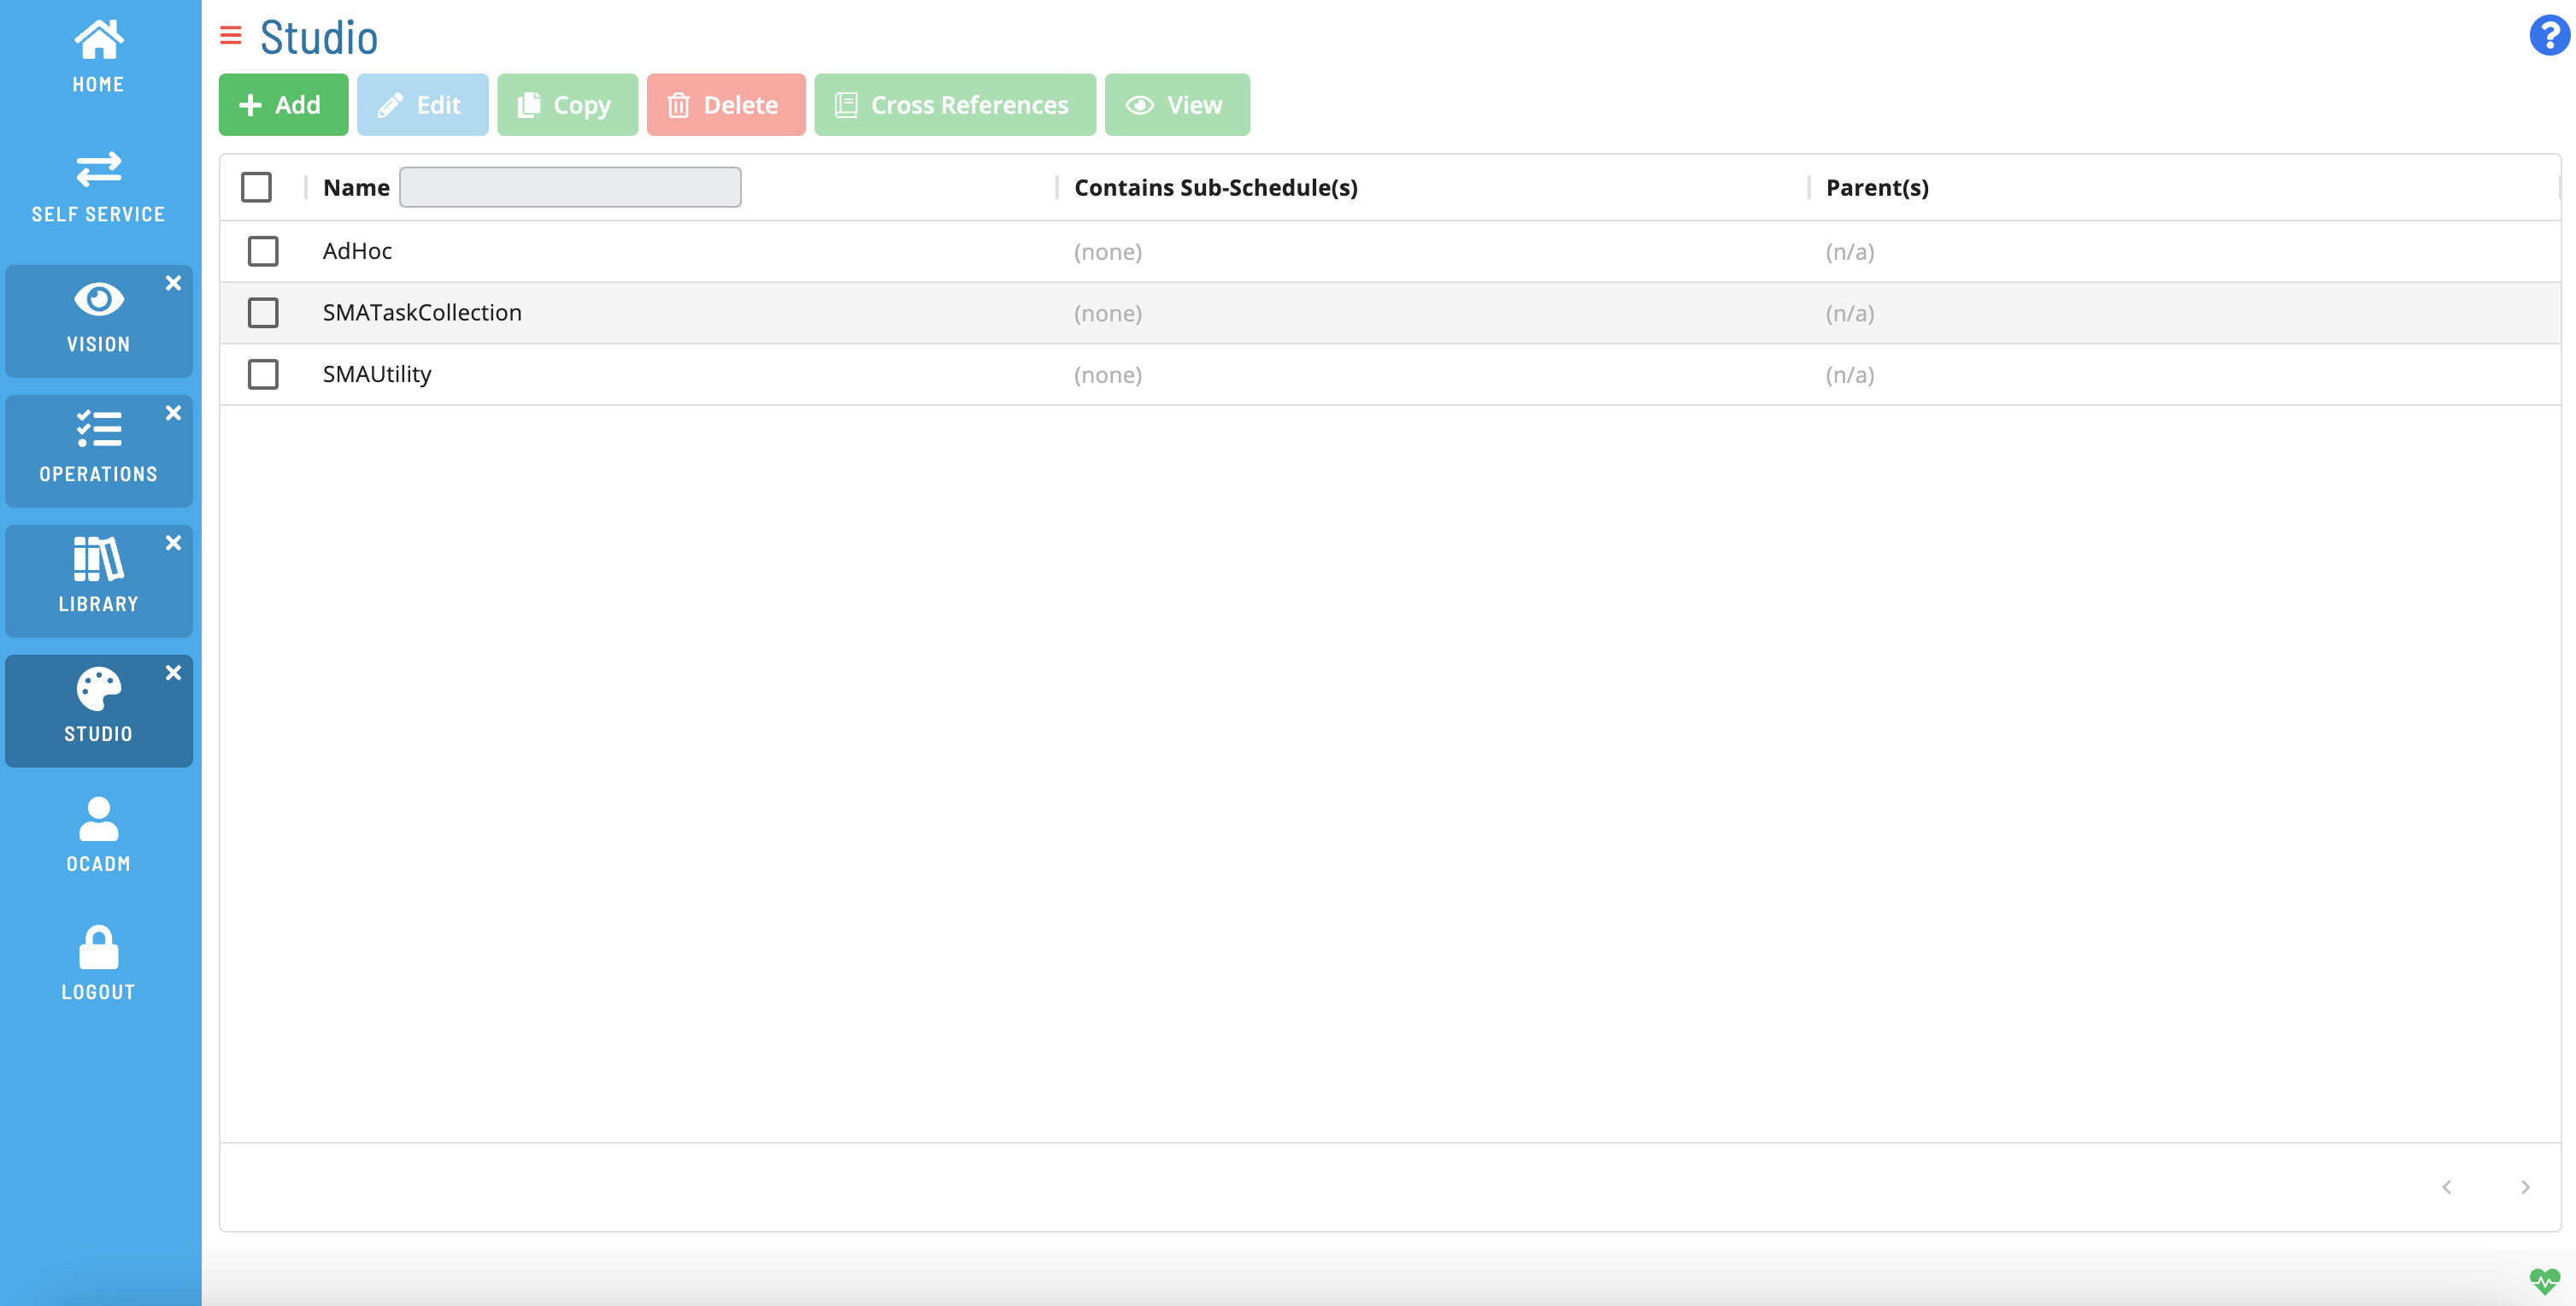 Studio
Add Edit Copy Delete Cross References View
Name Contains Sub-Schedule(s) Parent(s)
AdHoc (none) (n/a)
SMATaskCollection (none) (n/a)
SMAUtility (none) (n/a)
HOME
SELF SERVICE
VISION
OPERATIONS
LIBRARY
STUDIO
OCADM
LOGOUT